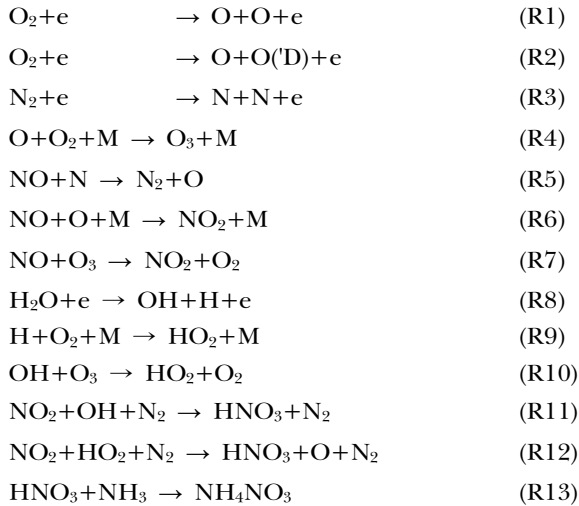 O₂+e → O+O+e (R1)
O₂+e → O+O('D)+e (R2)
N₂+e → N+N+e (R3)
O+O₂+M → O₃+M (R4)
NO+N → N₂+O (R5)
NO+O+M → NO₂+M (R6)
NO+O₃ → NO₂+O₂ (R7)
H₂O+e → OH+H+e (R8)
H+O₂+M → HO₂+M (R9)
OH+O₃ → HO₂+O₂ (R10)
NO₂+OH+N₂ → HNO₃+N₂ (R11)
NO₂+HO₂+N₂ → HNO₃+O+N₂ (R12)
HNO₃+NH₃ → NH₄NO₃ (R13)